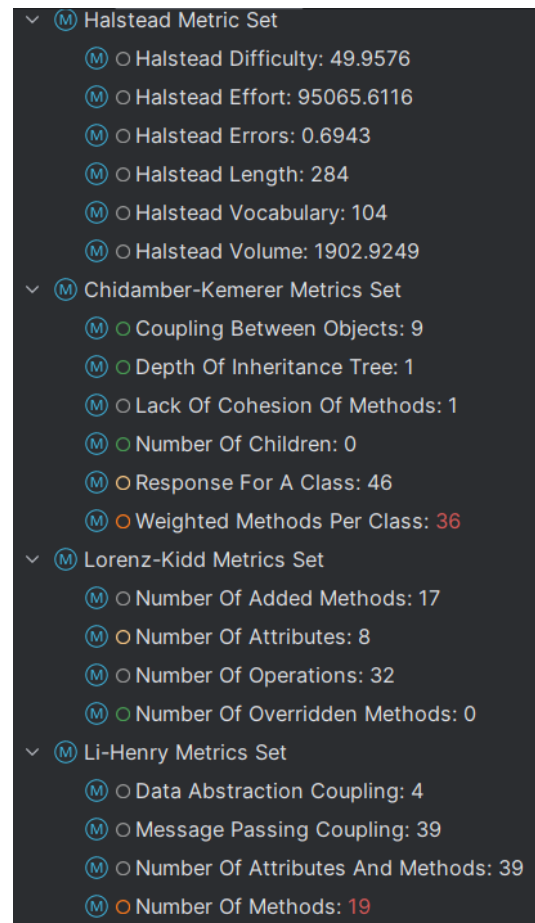 Halstead Metric Set
Halstead Difficulty: 49.9576
Halstead Effort: 95065.6116
Halstead Errors: 0.6943
Halstead Length: 284
Halstead Vocabulary: 104
Halstead Volume: 1902.9249
Chidamber-Kemerer Metrics Set
Coupling Between Objects: 9
Depth Of Inheritance Tree: 1
Lack Of Cohesion Of Methods: 1
Number Of Children: 0
Response For A Class: 46
Weighted Methods Per Class: 36
Lorenz-Kidd Metrics Set
Number Of Added Methods: 17
Number Of Attributes: 8
Number Of Operations: 32
Number Of Overridden Methods: 0
Li-Henry Metrics Set
Data Abstraction Coupling: 4
Message Passing Coupling: 39
Number Of Attributes And Methods: 39
Number Of Methods: 19